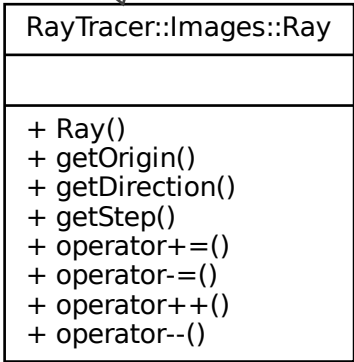 RayTracer::Images::Ray
+ Ray()
+ getOrigin()
+ getDirection()
+ getStep()
+ operator+=()
+ operator-=()
+ operator++()
+ operator--()